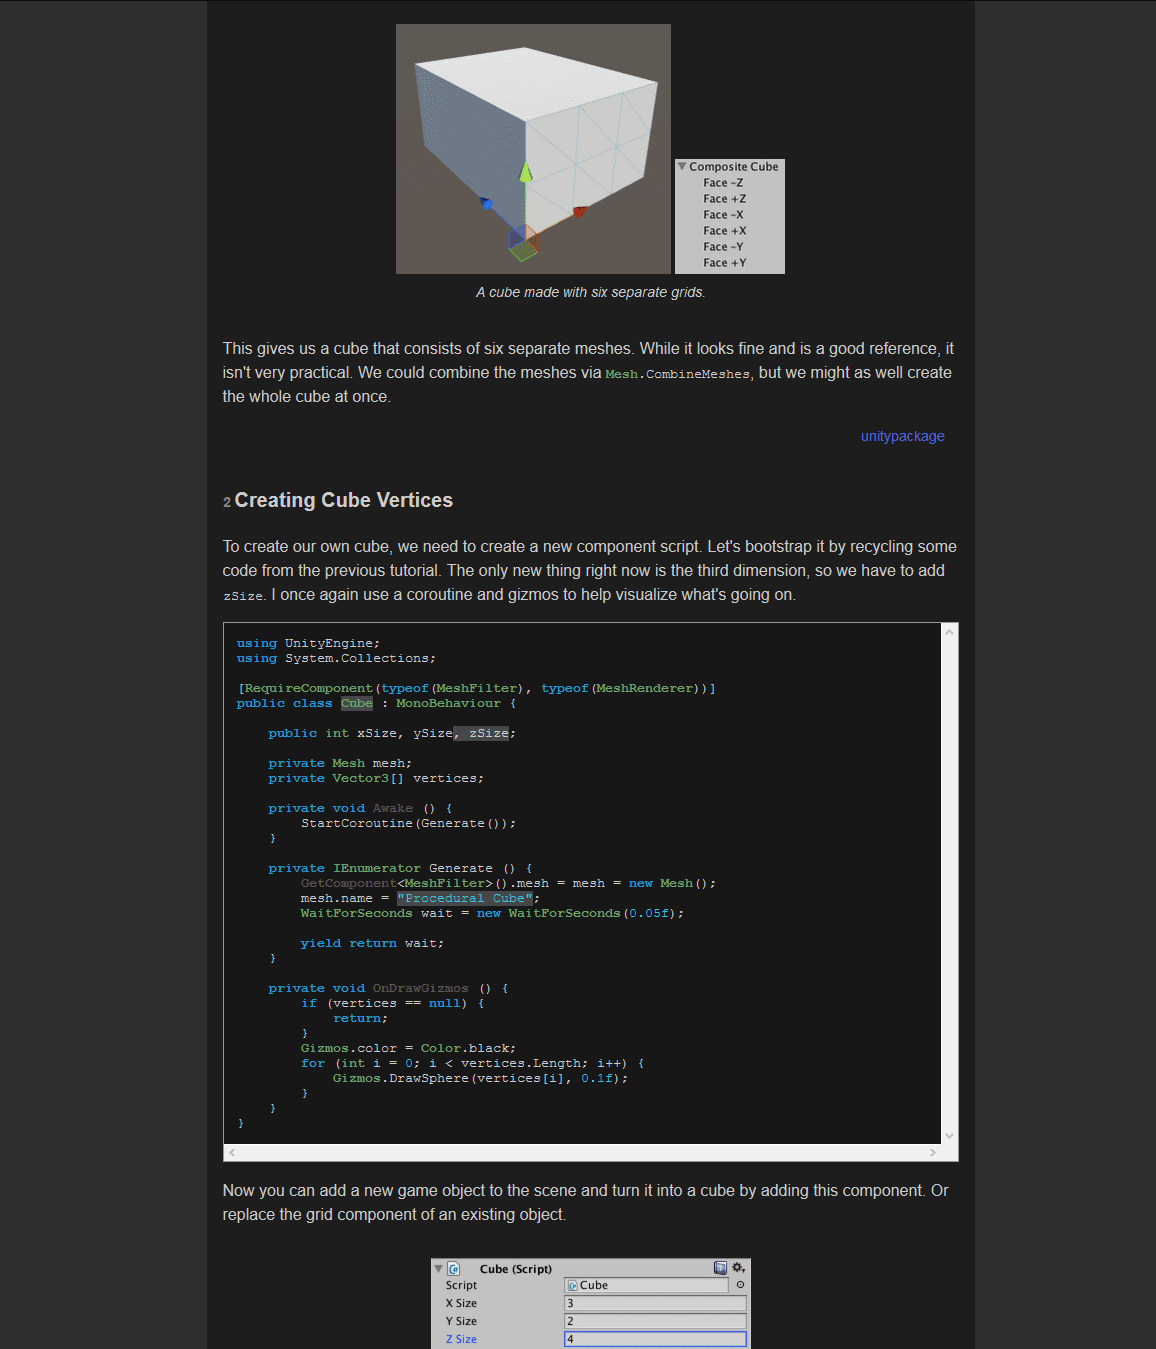 Composite Cube
Face -Z
Face +Z
Face -X
Face +X
Face -Y
Face +Y
A cube made with six separate grids.
This gives us a cube that consists of six separate meshes. While it looks fine and is a good reference, it
isn't very practical. We could combine the meshes via Mesh.CombineMeshes, but we might as well create
the whole cube at once.
unitypackage
2 Creating Cube Vertices
To create our own cube, we need to create a new component script. Let's bootstrap it by recycling some
code from the previous tutorial. The only new thing right now is the third dimension, so we have to add
zSize. I once again use a coroutine and gizmos to help visualize what's going on.
using UnityEngine;
using System.Collections;
[RequireComponent(typeof(MeshFilter), typeof(MeshRenderer))]
public class Cube : MonoBehaviour {
public int xSize, ySize, zSize;
private Mesh mesh;
private Vector3[] vertices;
private void Awake () {
StartCoroutine(Generate());
}
private IEnumerator Generate () {
GetComponent<MeshFilter>().mesh = mesh = new Mesh();
mesh.name = "Procedural Cube";
WaitForSeconds wait = new WaitForSeconds(0.05f);
yield return wait;
}
private void OnDrawGizmos () {
if (vertices == null) {
return;
}
Gizmos.color = Color.black;
for (int i = 0; i < vertices.Length; i++) {
Gizmos.DrawSphere(vertices[i], 0.1f);
}
}
}
Now you can add a new game object to the scene and turn it into a cube by adding this component. Or
replace the grid component of an existing object.
Cube (Script)
Script Cube
X Size 3
Y Size 2
Z Size 4